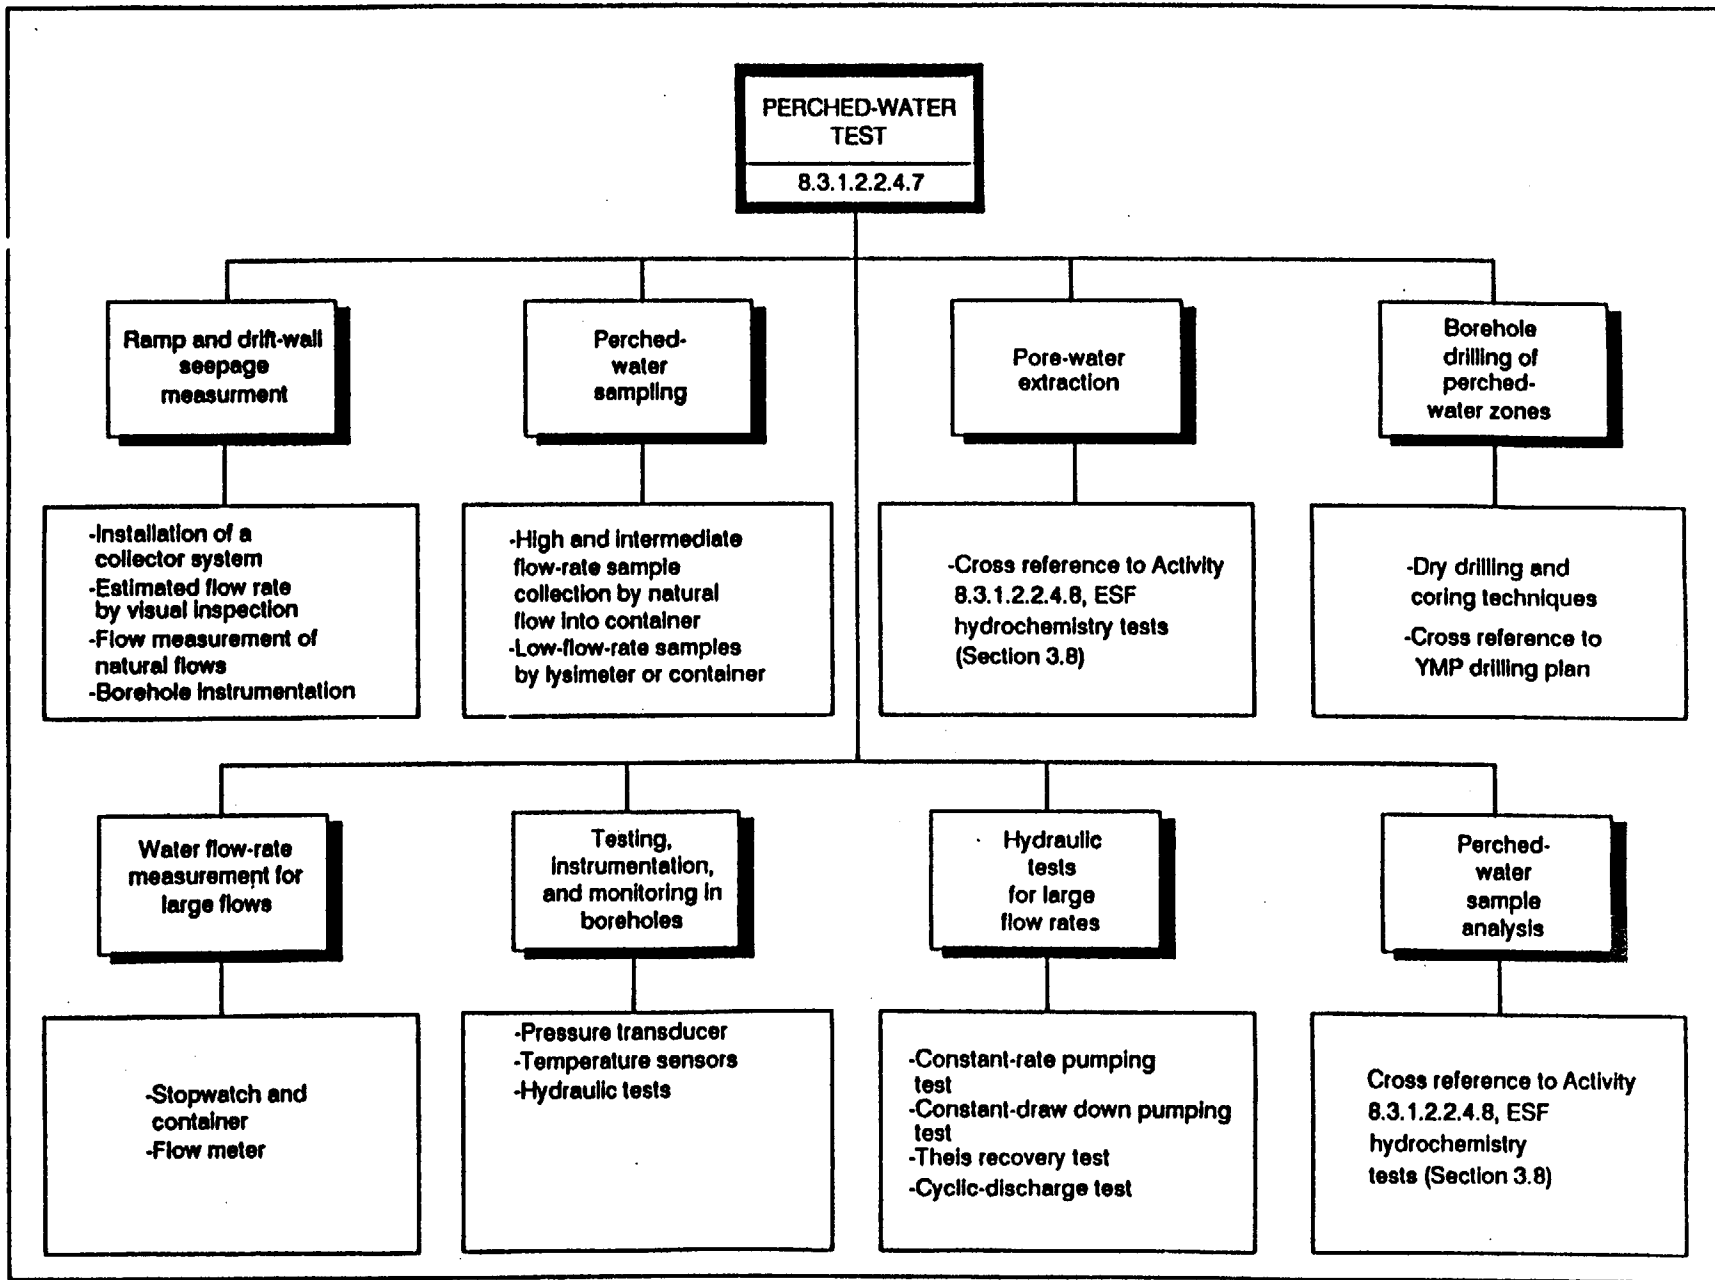 PERCHED-WATER
TEST
8.3.1.2.2.4.7
Ramp and drift-wall
seepage
measurment
Perched-
water
sampling
Pore-water
extraction
Borehole
drilling of
perched-
water zones
-Installation of a
collector system
-Estimated flow rate
by visual inspection
-Flow measurement of
natural flows
-Borehole instrumentation
-High and intermediate
flow-rate sample
collection by natural
flow into container
-Low-flow-rate samples
by lysimeter or container
-Cross reference to Activity
8.3.1.2.2.4.8, ESF
hydrochemistry tests
(Section 3.8)
-Dry drilling and
coring techniques
-Cross reference to
YMP drilling plan
Water flow-rate
measurement for
large flows
Testing,
instrumentation,
and monitoring in
boreholes
Hydraulic
tests
for large
flow rates
Perched-
water
sample
analysis
-Stopwatch and
container
-Flow meter
-Pressure transducer
-Temperature sensors
-Hydraulic tests
-Constant-rate pumping
test
-Constant-draw down pumping
test
-Theis recovery test
-Cyclic-discharge test
Cross reference to Activity
8.3.1.2.2.4.8, ESF
hydrochemistry
tests (Section 3.8)